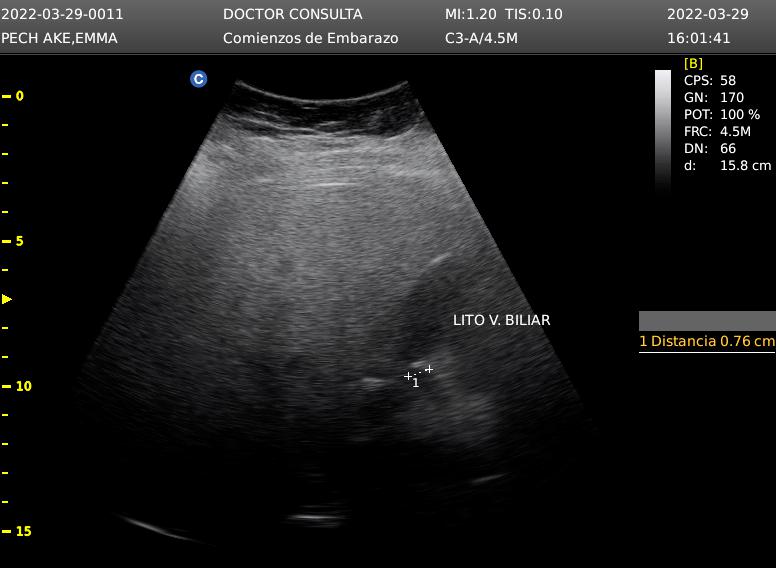 2022-03-29-0011 DOCTOR CONSULTA MI:1.20 TIS:0.10 2022-03-29
PECH AKE,EMMA Comienzos de Embarazo C3-A/4.5M 16:01:41
C
[B]
CPS: 58
GN: 170
POT: 100 %
FRC: 4.5M
DN: 66
d: 15.8 cm
0
5
10
15
LITO V. BILIAR
1
1 Distancia 0.76 cm